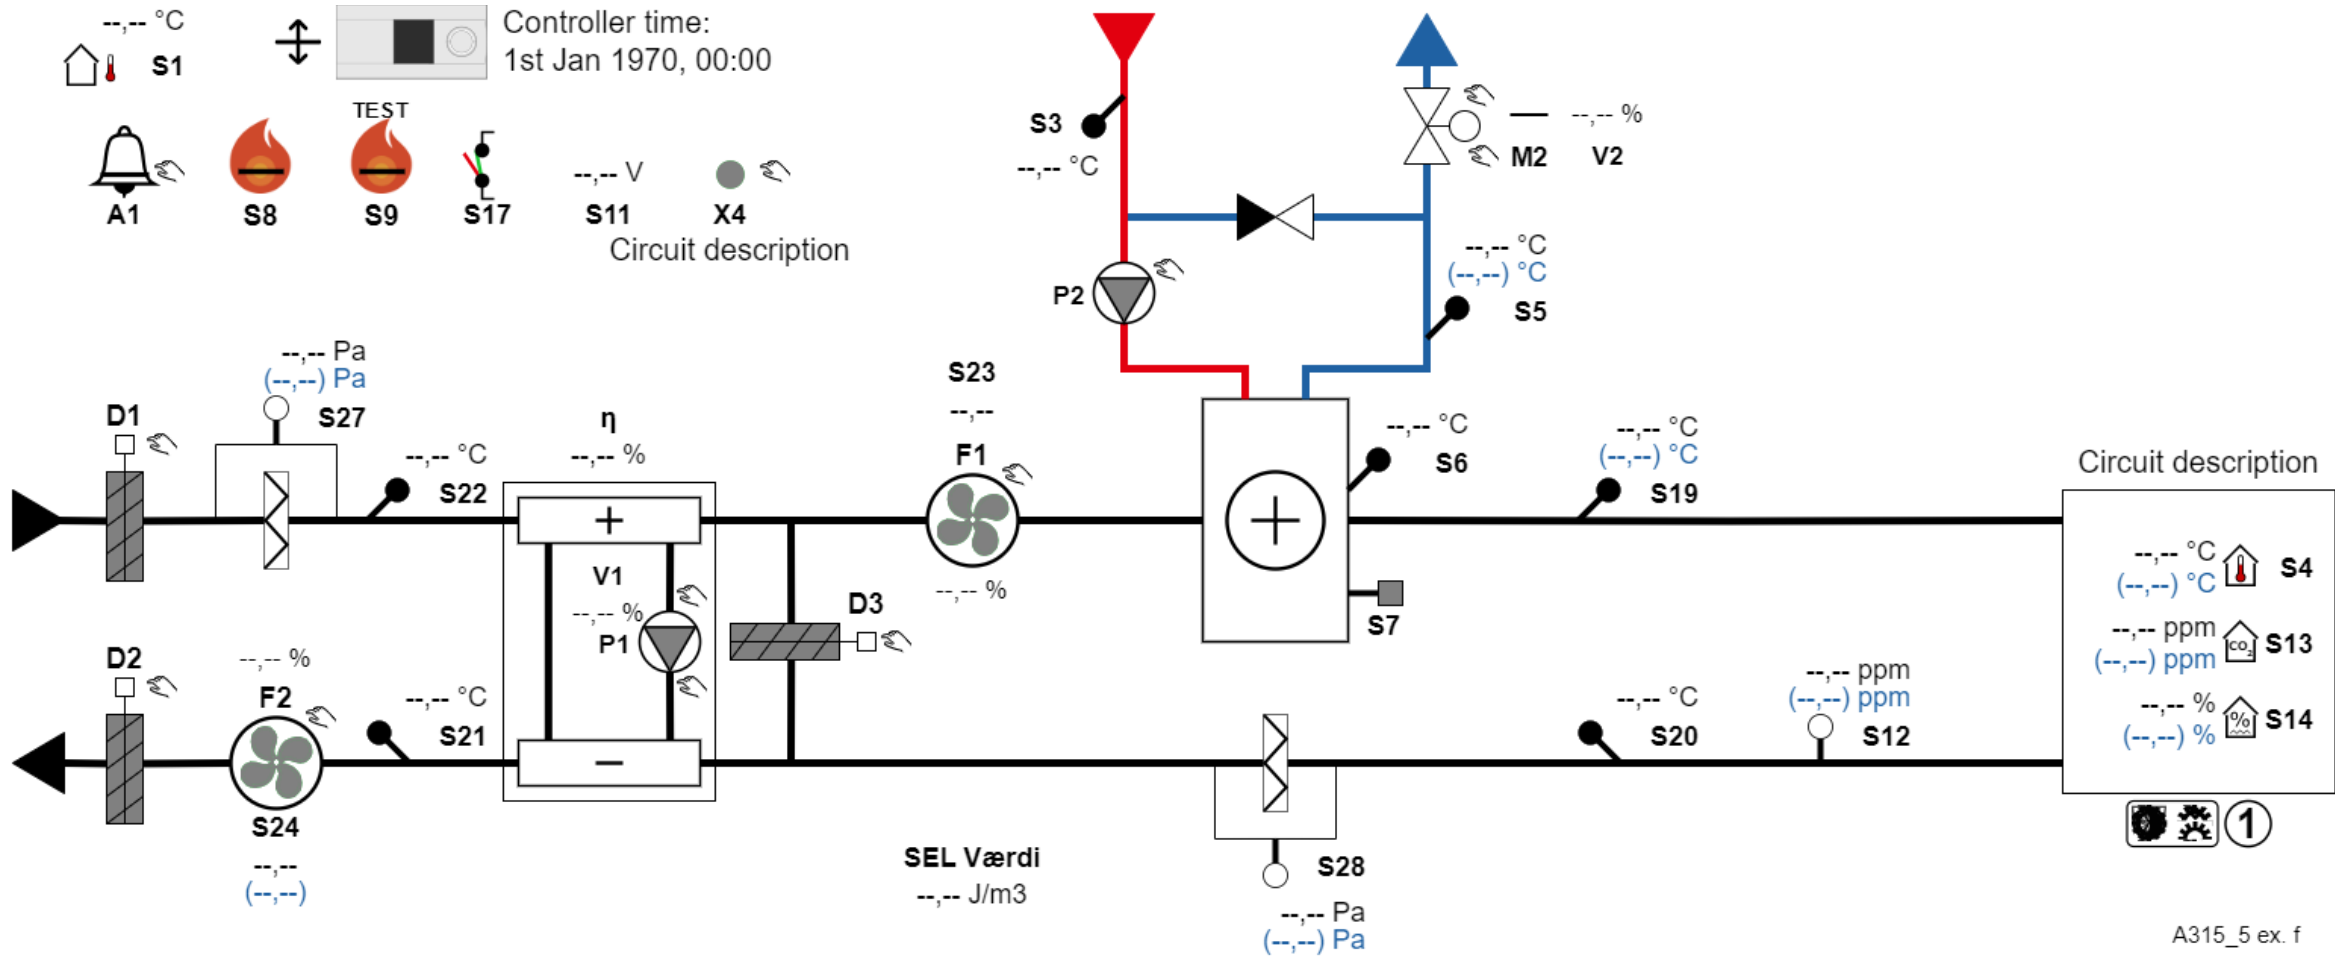 --,-- °C
S1
Controller time:
1st Jan 1970, 00:00
A1
S8
TEST
S9
S17
--,-- V
S11
X4
Circuit description
S3
--,-- °C
--,-- %
M2
V2
P2
--,-- °C
(--,--) °C
S5
--,-- Pa
(--,--) Pa
S27
D1
--,-- °C
S22
η
--,-- %
S23
--,--
F1
--,-- %
--,-- °C
S6
--,-- °C
(--,--) °C
S19
Circuit description
--,-- °C
(--,--) °C
S4
--,-- ppm
(--,--) ppm
CO2
S13
--,-- %
(--,--) %
%
S14
1
V1
--,-- %
P1
D3
S7
D2
--,-- %
F2
S24
--,--
(--,--)
--,-- °C
S21
--,-- °C
S20
--,-- ppm
(--,--) ppm
S12
SEL Værdi
--,-- J/m3
S28
--,-- Pa
(--,--) Pa
A315_5 ex. f